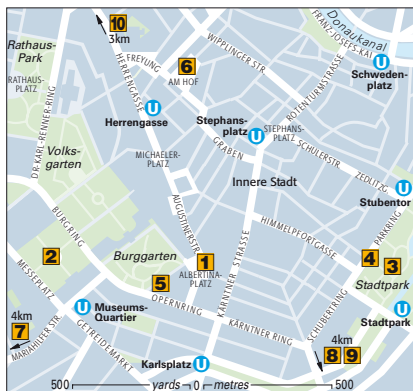 10
3km
Rathaus-
Park
RATHAUS-
PLATZ
DR-KARL-RENNER-RING
Volks-
garten
FREYUNG
HERRENGASSE
6
AM HOF
WIPPLINGER STR
FRANZ-JOSEFS-KAI
Donaukanal
U
Schweden-
platz
ROTENTURMSTRASSE
U
Herrengasse
Stephans-
platz
U
STEPHANS-
PLATZ
GRABEN
SCHULERSTR
ZEDLITZG
U
Stubentor
MICHAELER-
PLATZ
Innere Stadt
AUGUSTINERSTR
HIMMELPFORTGASSE
PARKRING
BURGRING
2
MESSEPLATZ
Burggarten
5
1
ALBERTINA-
PLATZ
OPERNRING
KÄRNTNER STRASSE
4
3
Stadtpark
SCHUBERTRING
4km
7
MARIAHILFER STR
U
Museums-
Quartier
GETREIDEMARKT
KÄRNTNER RING
U
Stadtpark
Karlsplatz
U
4km
8
9
500 yards 0 metres 500